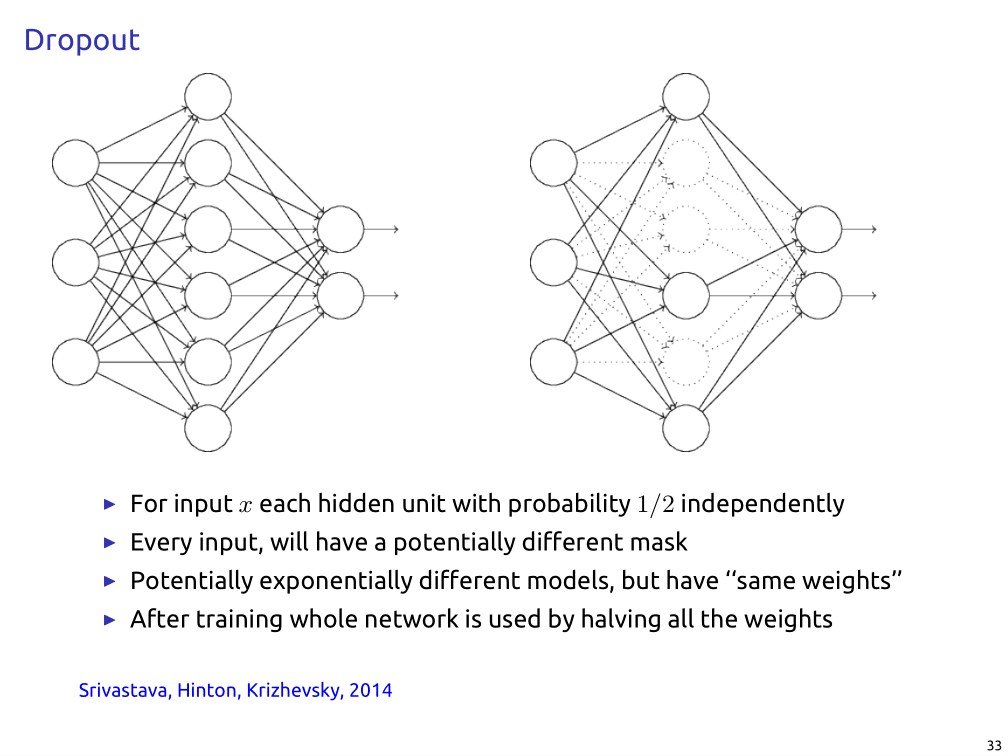 Dropout
▶ For input x each hidden unit with probability 1/2 independently
▶ Every input, will have a potentially different mask
▶ Potentially exponentially different models, but have “same weights”
▶ After training whole network is used by halving all the weights
Srivastava, Hinton, Krizhevsky, 2014
33